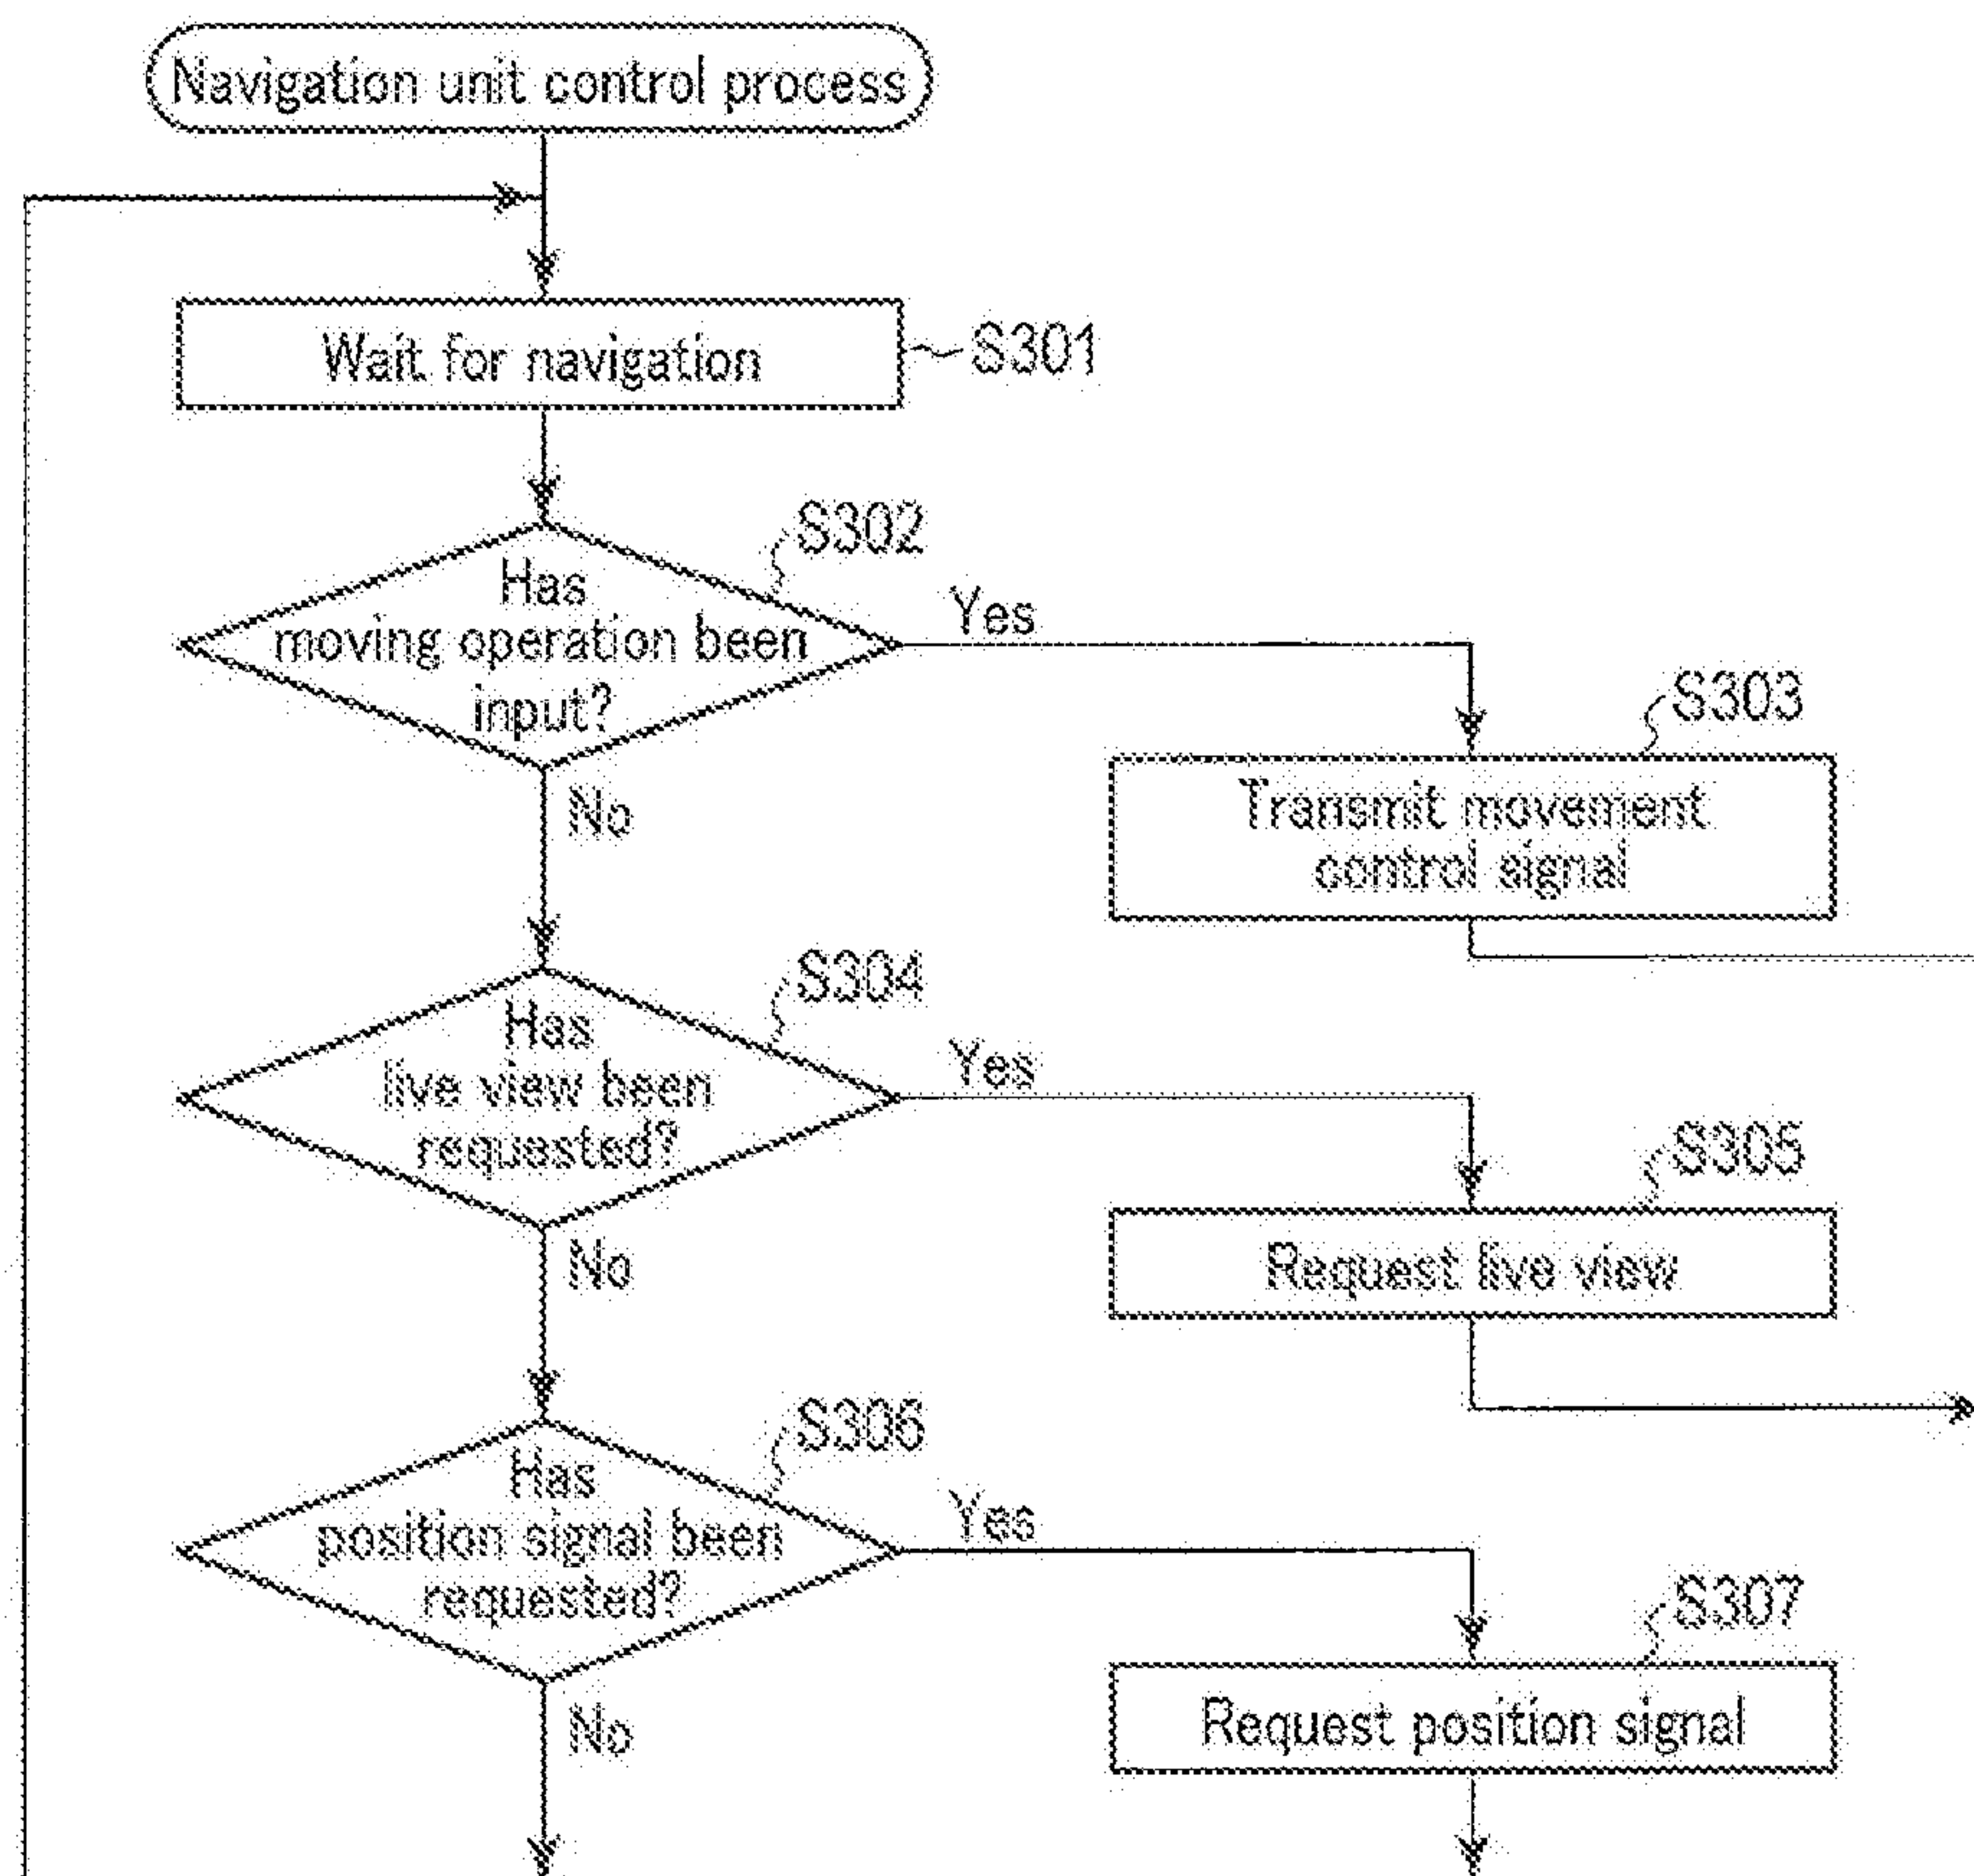 Navigation unit control process
Wait for navigation
S301
S302
Has
moving operation been
input?
Yes
No
S303
Transmit movement
control signal
S304
Has
live view been
requested?
Yes
No
S305
Request live view
S306
Has
position signal been
requested?
Yes
No
S307
Request position signal